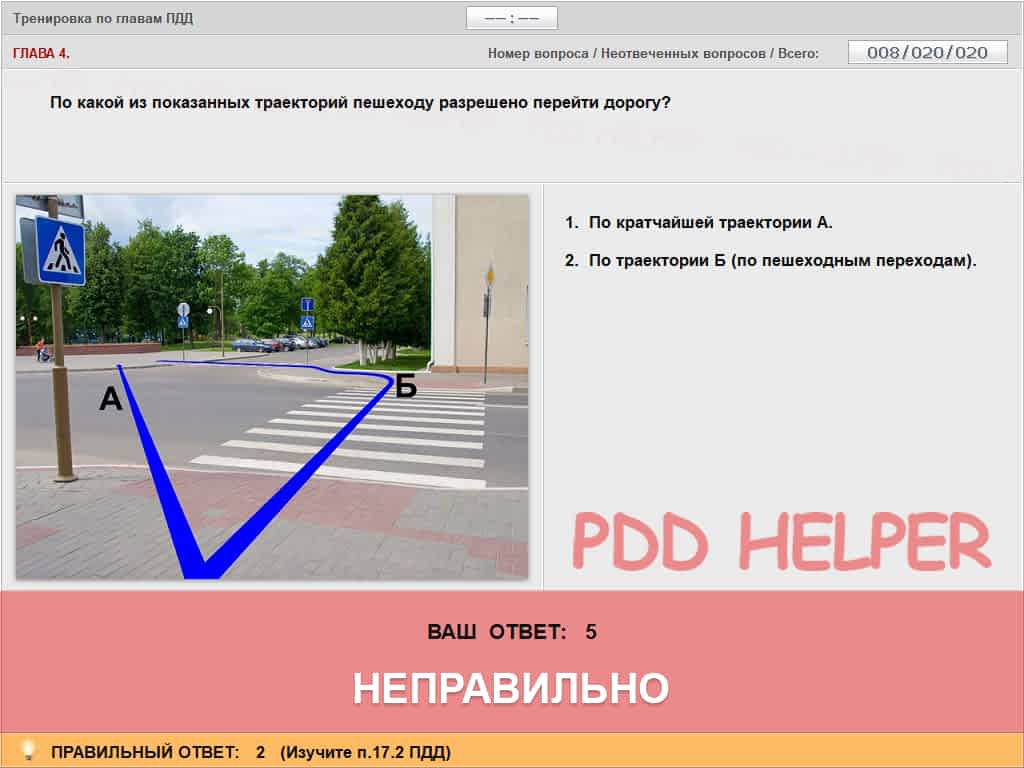 Тренировка по главам ПДД
−− : −−
ГЛАВА 4.
Номер вопроса / Неотвеченных вопросов / Всего: 008/020/020
По какой из показанных траекторий пешеходу разрешено перейти дорогу?
А
Б
1. По кратчайшей траектории А.
2. По траектории Б (по пешеходным переходам).
PDD HELPER
ВАШ ОТВЕТ: 5
НЕПРАВИЛЬНО
ПРАВИЛЬНЫЙ ОТВЕТ: 2 (Изучите п.17.2 ПДД)